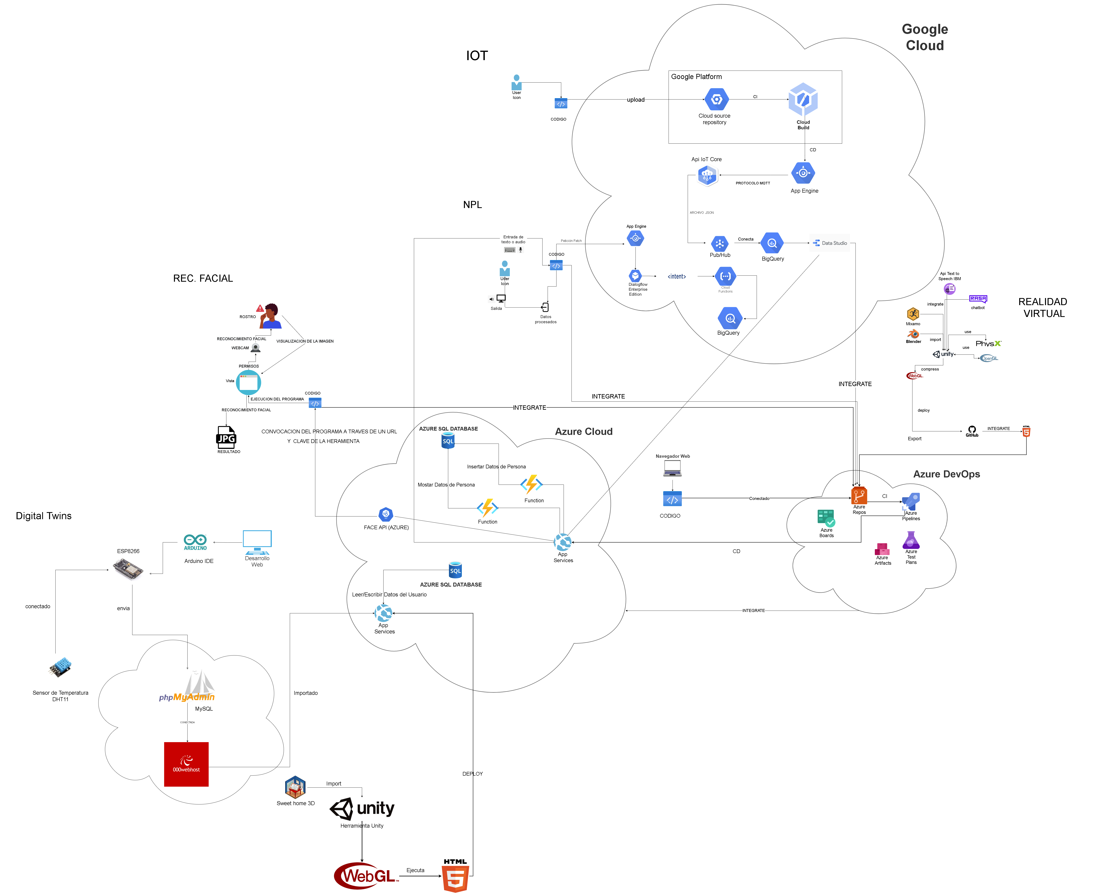 Google
Cloud
IOT
Google Platform
User
Icon
CODIGO
upload
Cloud source
repository
CI
Cloud
Build
CD
Api IoT Core
PROTOCOLO MOTT
App Engine
ARCHIVO JSON
NPL
Entrada de
texto o audio
User
Icon
CODIGO
Salida
Datos
procesados
App Engine
Dialogflow
Enterprise
Edition
<intent>
Cloud
Functions
BigQuery
Pub/Hub
Conecta
BigQuery
Data Studio
REC. FACIAL
ROSTRO
RECONOCIMIENTO FACIAL
VISUALIZACION DE LA IMAGEN
WEBCAM
PERMISOS
Vista
EJECUCIÓN DEL PROGRAMA
CODIGO
RECONOCIMIENTO FACIAL
JPG
RESULTADO
CONVOCACION DEL PROGRAMA A TRAVES DE UN URL
Y CLAVE DE LA HERAMIENTA
INTEGRATE
INTEGRATE
INTEGRATE
REALIDAD
VIRTUAL
Api Text to
Speech IBM
integrate
chatbot
Mixamo
Blender
import
use
PhysX
unity
use
OpenGL
compress
WebGL
deploy
Export
GitHub
INTEGRATE
Azure Cloud
AZURE SQL DATABASE
SQL
Insertar Datos de Persona
Mostar Datos de Persona
Function
Function
FACE API (AZURE)
App
Services
SQL
AZURE SQL DATABASE
Leer/Escribir Datos del Usuario
App
Services
Navegador Web
CODIGO
Conectado
Azure DevOps
Azure
Repos
CI
Azure
Pipelines
Azure
Boards
Azure
Artifacts
Azure
Test
Plans
CD
INTEGRATE
Digital Twins
ESP8266
ARDUINO
Arduino IDE
Desarrollo
Web
conectado
envia
Sensor de Temperatura
DHT11
phpMyAdmin
MySQL
000webhost
Importado
DEPLOY
Sweet home 3D
Import
unity
Herramienta Unity
WebGL
Ejecuta
HTML
5